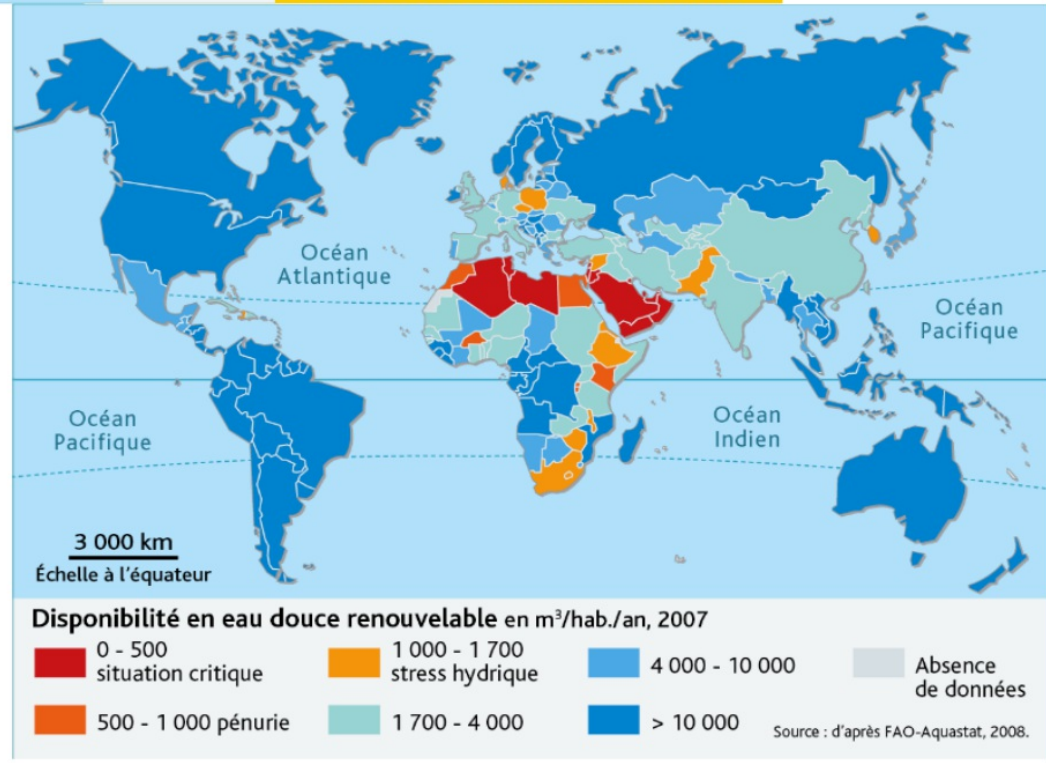 Océan
Atlantique
Océan
Pacifique
Océan
Pacifique
Océan
Indien
3 000 km
Échelle à l'équateur
Disponibilité en eau douce renouvelable en m³/hab./an, 2007
0 - 500
situation critique
1 000 - 1 700
stress hydrique
4 000 - 10 000
Absence
de données
500 - 1 000 pénurie
1 700 - 4 000
> 10 000
Source : d'après FAO-Aquastat, 2008.